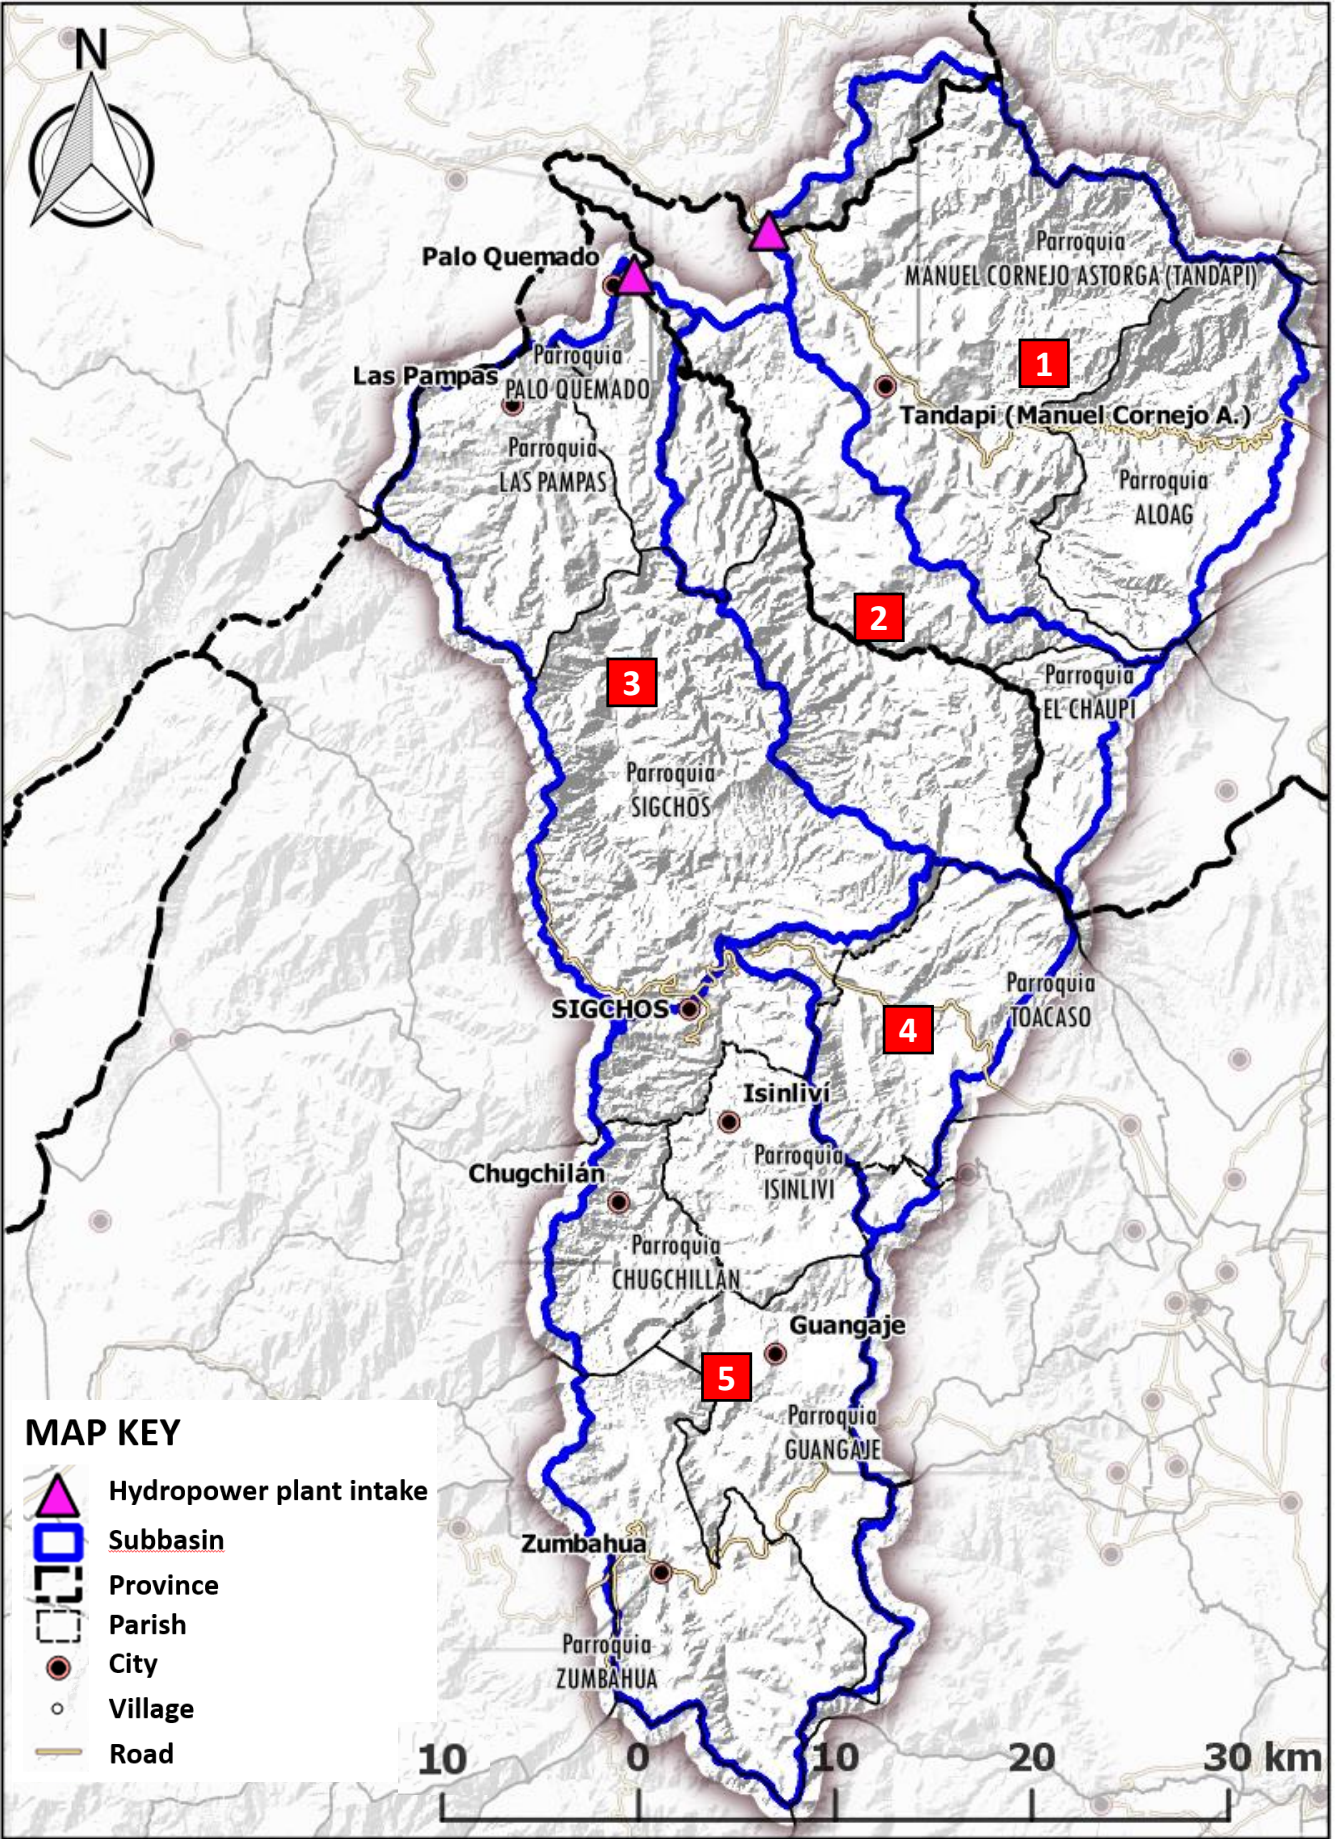 N
Parroquia
MANUEL CORNEJO ASTORGA (TANDAPI)
Palo Quemado
1
Parroquia
PALO QUEMADO
Las Pampas
Tandapi (Manuel Cornejo A.)
Parroquia
LAS PAMPAS
Parroquia
ALOAG
2
3
Parroquia
EL CHAUPI
Parroquia
SIGCHOS
Parroquia
TOACASO
SIGCHOS
4
Isinliví
Parroquia
ISINLIVI
Chugchilán
Parroquia
CHUGCHILLAN
Guangaje
5
Parroquia
GUANGAJE
Zumbahua
Parroquia
ZUMBAHUA
MAP KEY
Hydropower plant intake
Subbasin
Province
Parish
City
Village
Road
10 0 10 20 30 km